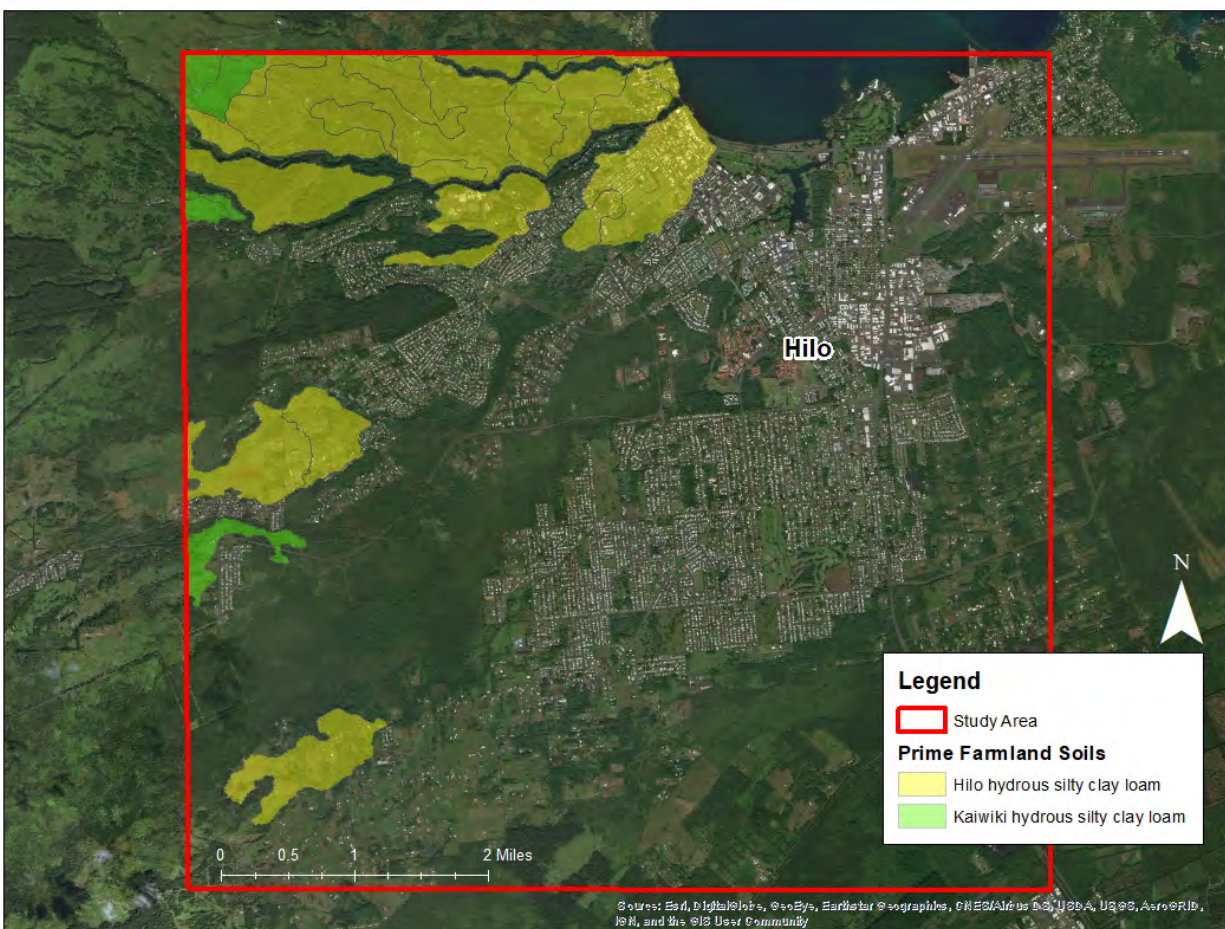 Hilo
N
Legend
Study Area
Prime Farmland Soils
Hilo hydrous silty clay loam
Kaiwiki hydrous silty clay loam
0 0.5 1 2 Miles
Source: Esri, DigitalGlobe, GeoEye, Earthstar Geographics, CNES/Airbus DS, USDA, USGS, AeroGRID,
IGN, and the GIS User Community